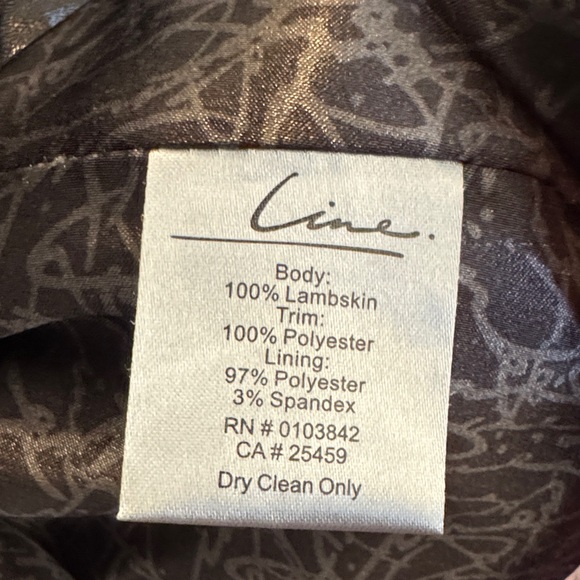 Line.
Body:
100% Lambskin
Trim:
100% Polyester
Lining:
97% Polyester
3% Spandex
RN # 0103842
CA # 25459
Dry Clean Only